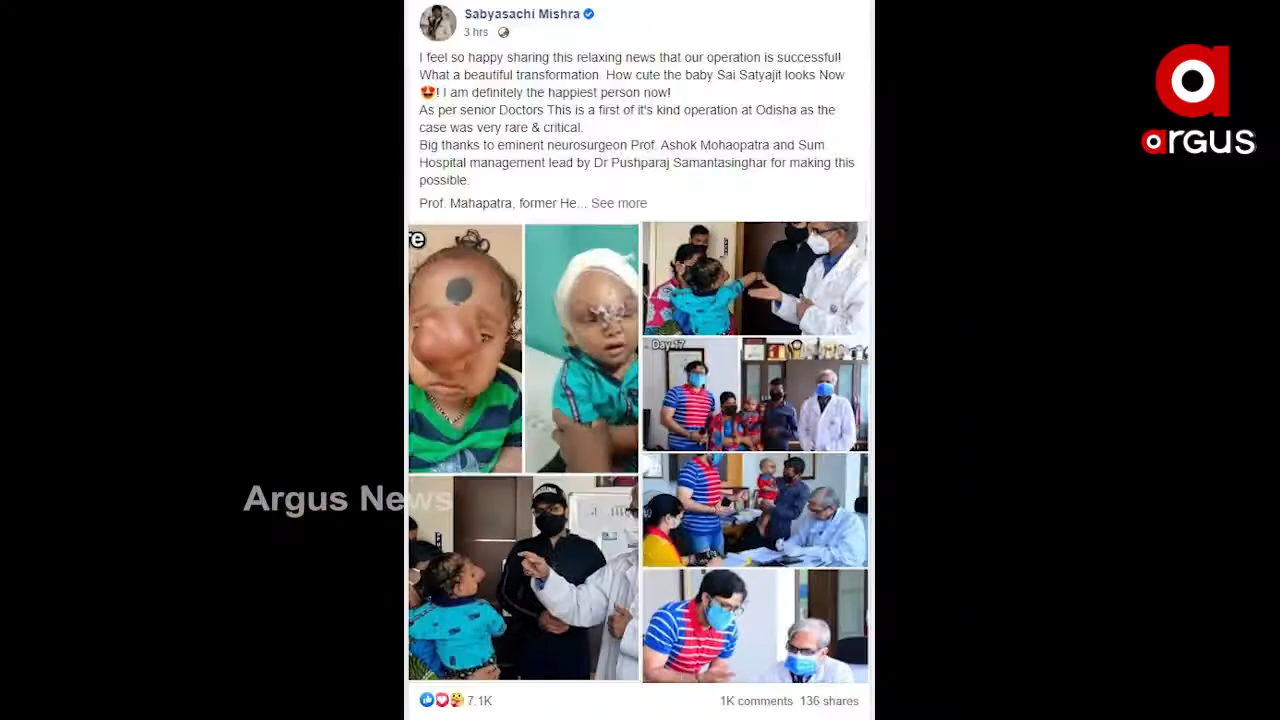 Sabyasachi Mishra
3 hrs
I feel so happy sharing this relaxing news that our operation is successful!
What a beautiful transformation How cute the baby Sai Satyajit looks Now
! I am definitely the happiest person now!
As per senior Doctors This is a first of it's kind operation at Odisha as the
case was very rare & critical.
Big thanks to eminent neurosurgeon Prof. Ashok Mohaopatra and Sum
Hospital management lead by Dr Pushparaj Samantasinghar for making this
possible.
Prof. Mahapatra, former He... See more
re
Day 17
Argus News
7.1K
1K comments 136 shares
argus